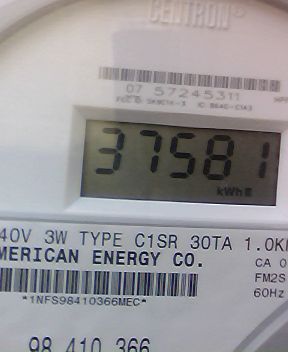 CENTRON®
07 57245311
37581
kWh
40V 3W TYPE C1SR 30TA 1.0K
MERICAN ENERGY CO.
CA 0
FM2S
60Hz
*1NFS98410366MEC*
98 410 366